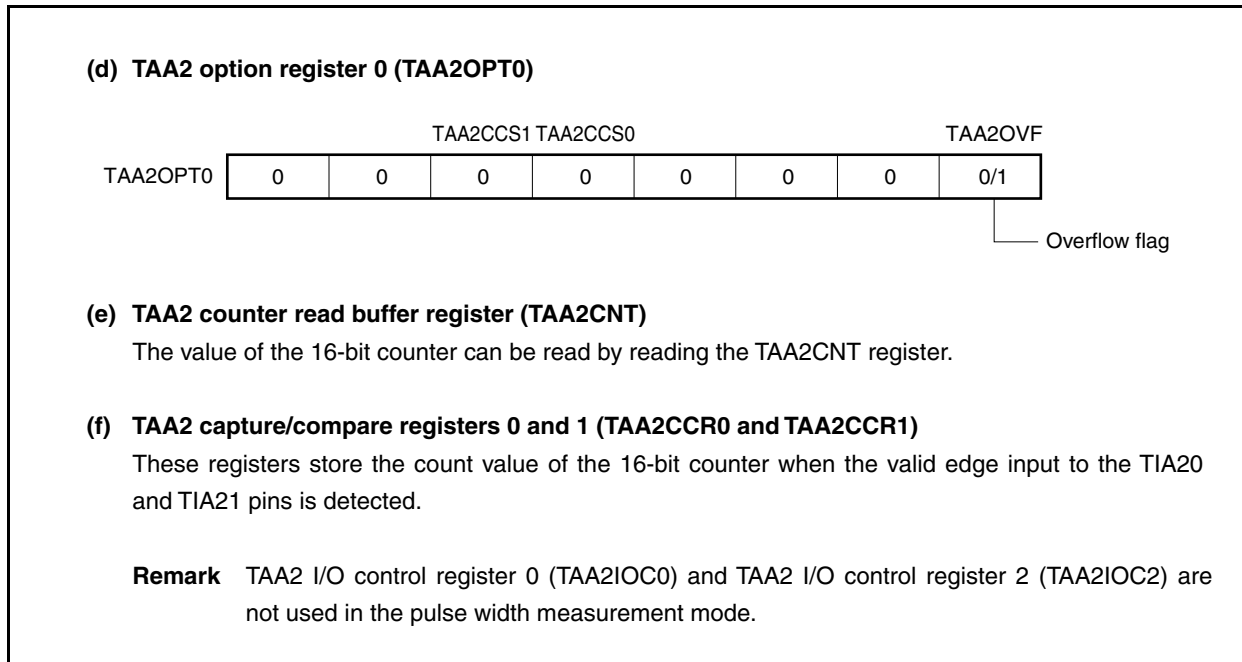 (d) TAA2 option register 0 (TAA2OPT0)
TAA2CCS1 TAA2CCS0 TAA2OVF
TAA2OPT0 0 0 0 0 0 0 0 0/1
Overflow flag
(e) TAA2 counter read buffer register (TAA2CNT)
The value of the 16-bit counter can be read by reading the TAA2CNT register.
(f) TAA2 capture/compare registers 0 and 1 (TAA2CCR0 and TAA2CCR1)
These registers store the count value of the 16-bit counter when the valid edge input to the TIA20
and TIA21 pins is detected.
Remark TAA2 I/O control register 0 (TAA2IOC0) and TAA2 I/O control register 2 (TAA2IOC2) are
not used in the pulse width measurement mode.